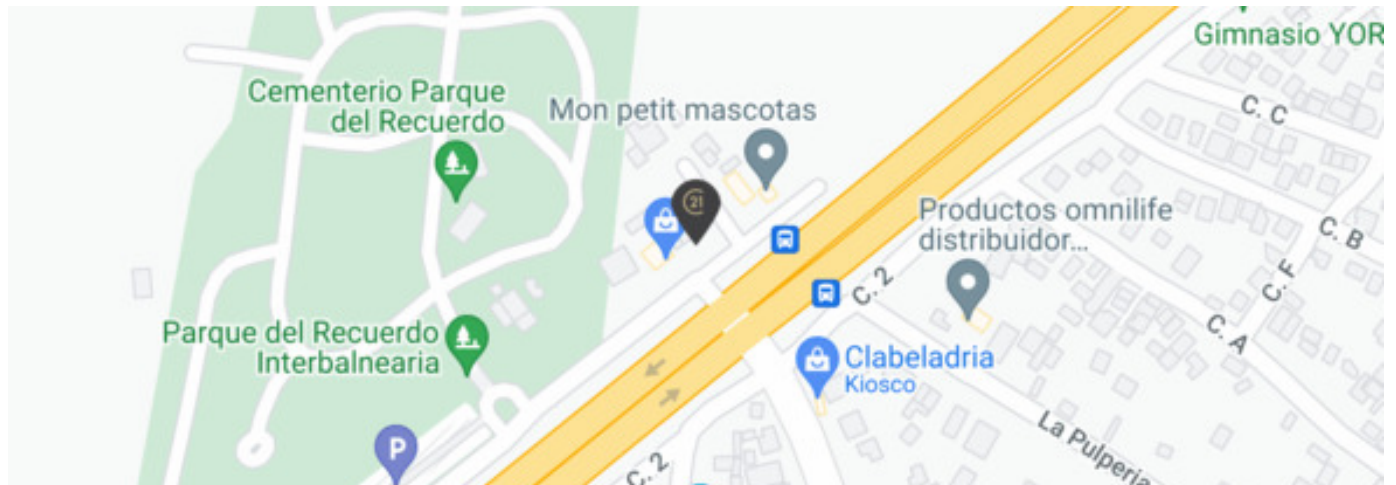 Gimnasio YOR
Cementerio Parque
del Recuerdo
Mon petit mascotas
C. C
21
Productos omnilife
distribuidor...
C. B
C. F
C. 2
C. A
Parque del Recuerdo
Interbalnearia
Clabeladria
Kiosco
La Pulperia
P
C. 2